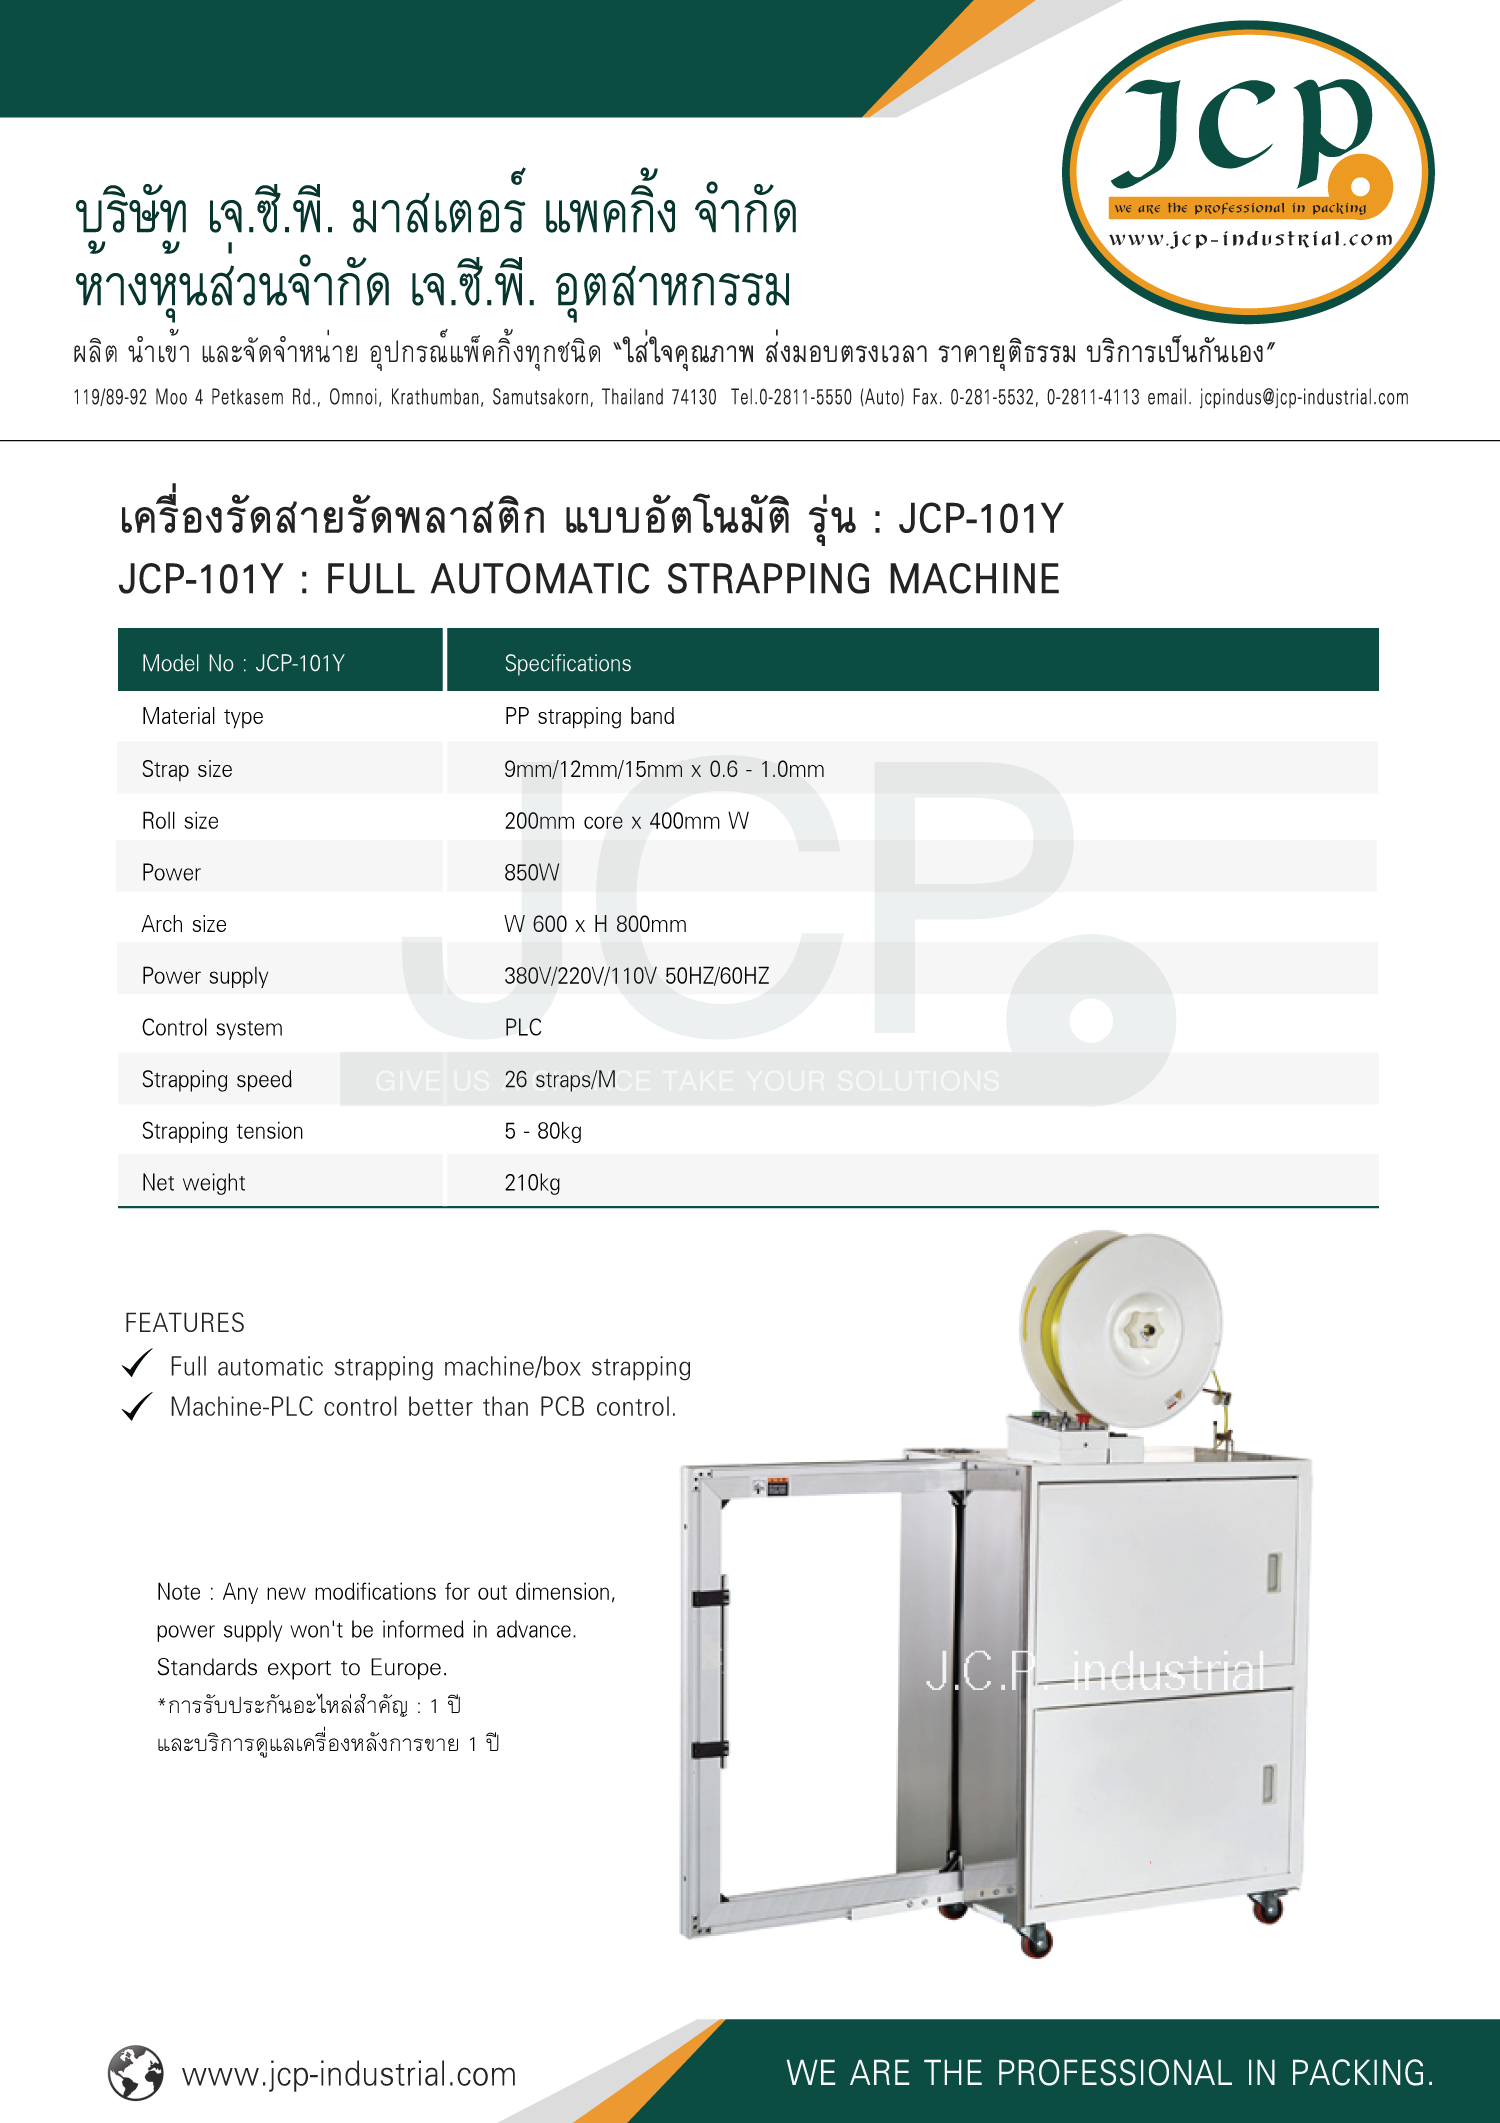 JCP
we are the professional in packing
www.jcp-industrial.com
บริษัท เจ.ซี.พี. มาสเตอร์ แพคกิ้ง จำกัด
ห้างหุ้นส่วนจำกัด เจ.ซี.พี. อุตสาหกรรม
ผลิต นำเข้า และจัดจำหน่าย อุปกรณ์แพ็คกิ้งทุกชนิด “ใส่ใจคุณภาพ ส่งมอบตรงเวลา ราคายุติธรรม บริการเป็นกันเอง”
119/89-92 Moo 4 Petkasem Rd., Omnoi, Krathumban, Samutsakorn, Thailand 74130 Tel.0-2811-5550 (Auto) Fax. 0-281-5532, 0-2811-4113 email. jcpindus@jcp-industrial.com
เครื่องรัดสายรัดพลาสติก แบบอัตโนมัติ รุ่น : JCP-101Y
JCP-101Y : FULL AUTOMATIC STRAPPING MACHINE
Model No : JCP-101Y Specifications
Material type PP strapping band
Strap size 9mm/12mm/15mm x 0.6 - 1.0mm
Roll size 200mm core x 400mm W
Power 850W
Arch size W 600 x H 800mm
Power supply 380V/220V/110V 50HZ/60HZ
Control system PLC
Strapping speed 26 straps/M
Strapping tension 5 - 80kg
Net weight 210kg
JCP
GIVE US A CHANCE TAKE YOUR SOLUTIONS
FEATURES
Full automatic strapping machine/box strapping
Machine-PLC control better than PCB control.
Note : Any new modifications for out dimension,
power supply won't be informed in advance.
Standards export to Europe.
*การรับประกันอะไหล่สำคัญ : 1 ปี
และบริการดูแลเครื่องหลังการขาย 1 ปี
J.C.P. industrial
www.jcp-industrial.com
WE ARE THE PROFESSIONAL IN PACKING.